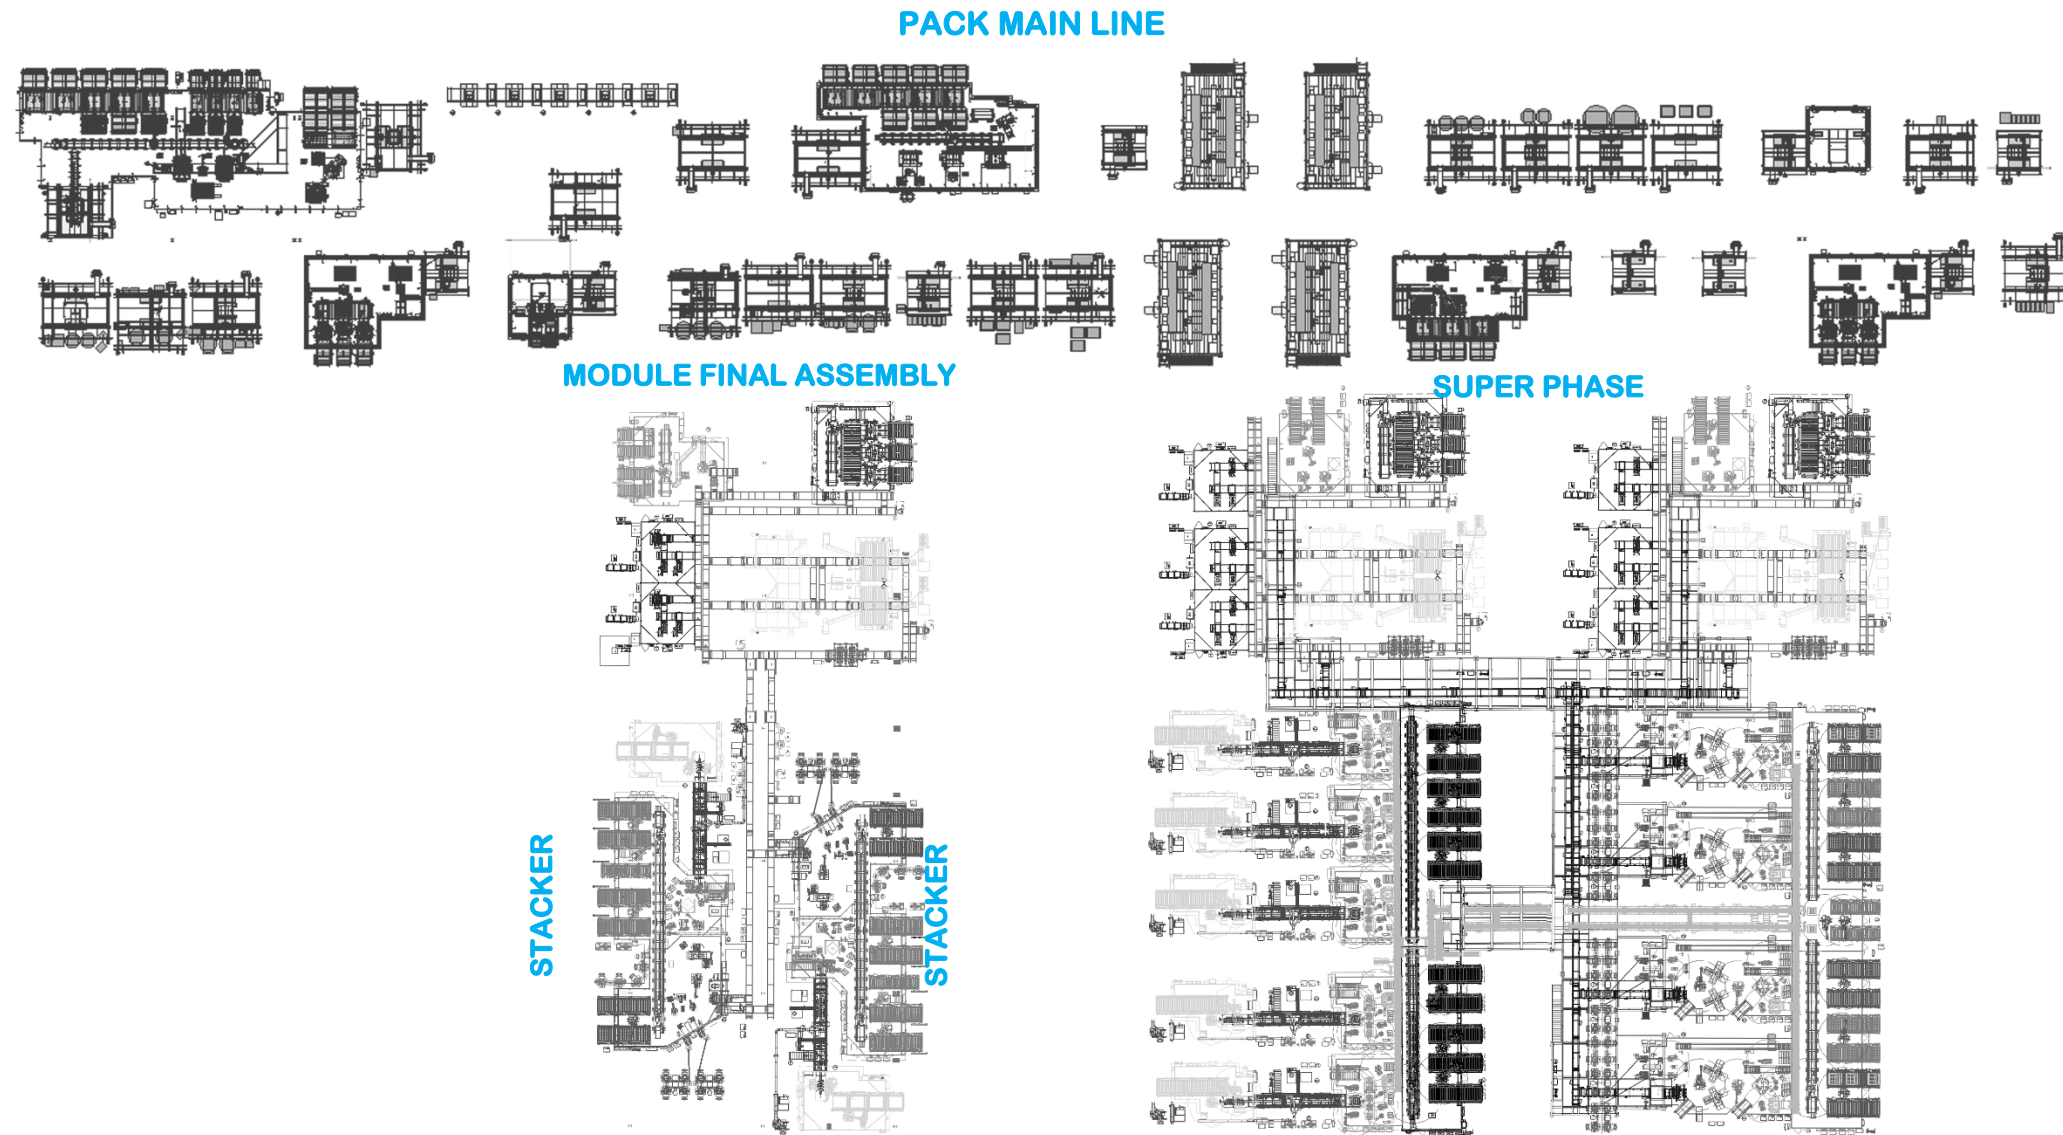 PACK MAIN LINE
MODULE FINAL ASSEMBLY
SUPER PHASE
STACKER
STACKER